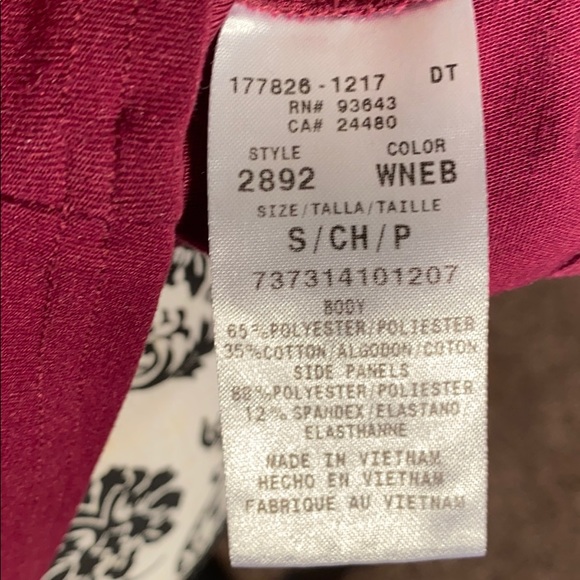 177826-1217 DT
RN# 93643
CA# 24480
STYLE COLOR
2892 WNEB
SIZE/TALLA/TAILLE
S/CH/P
737314101207
BODY
65%POLYESTER/POLIESTER
35%COTTON/ALGODON/COTON
SIDE PANELS
88%POLYESTER/POLIESTER
12%SPANDEX/ELASTANO/
ELASTHANNE
MADE IN VIETNAM
HECHO EN VIETNAM
FABRIQUE AU VIETNAM